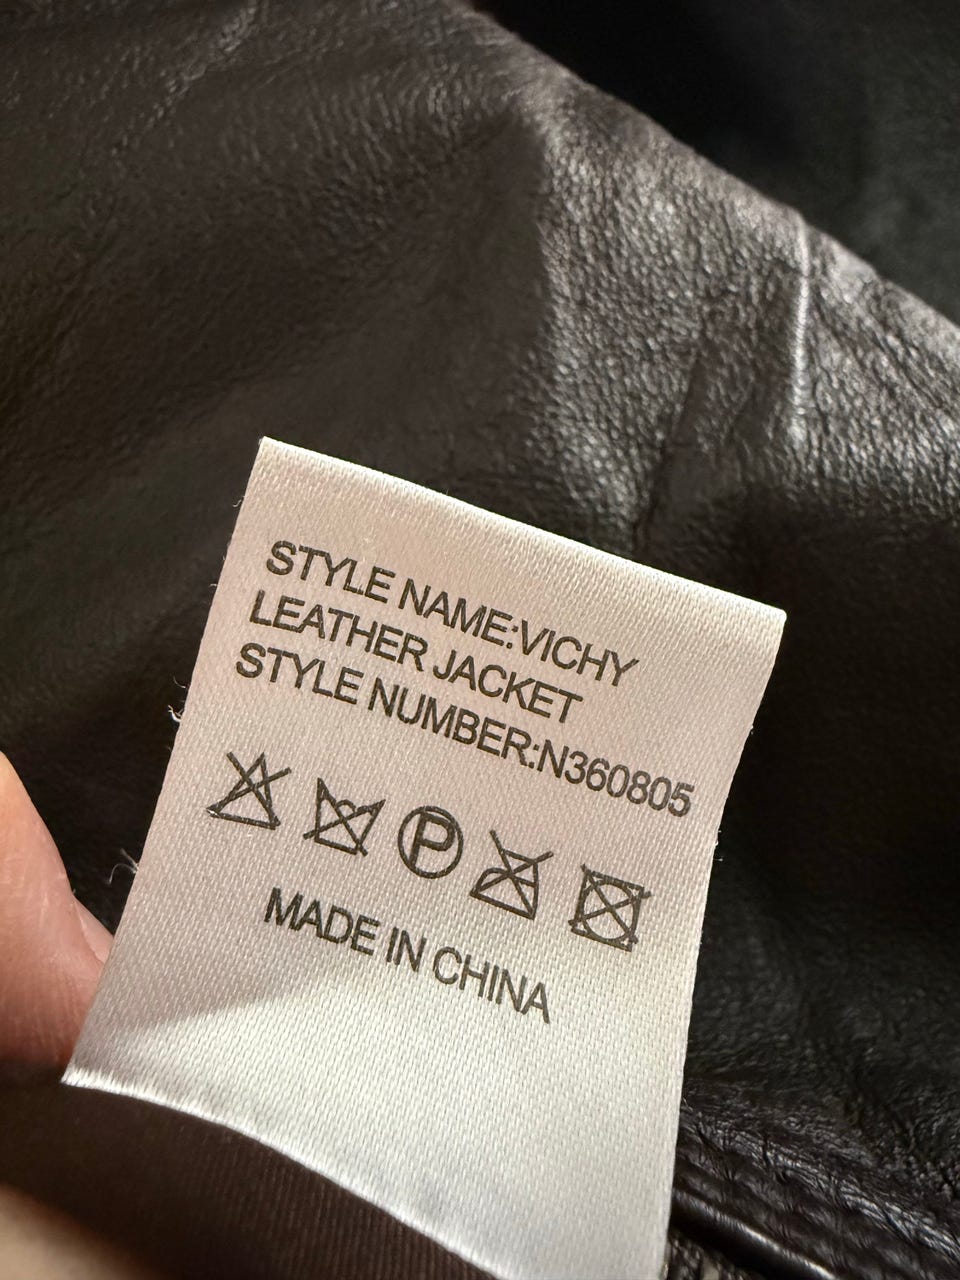 STYLE NAME:VICHY
LEATHER JACKET
STYLE NUMBER:N360805
P
MADE IN CHINA